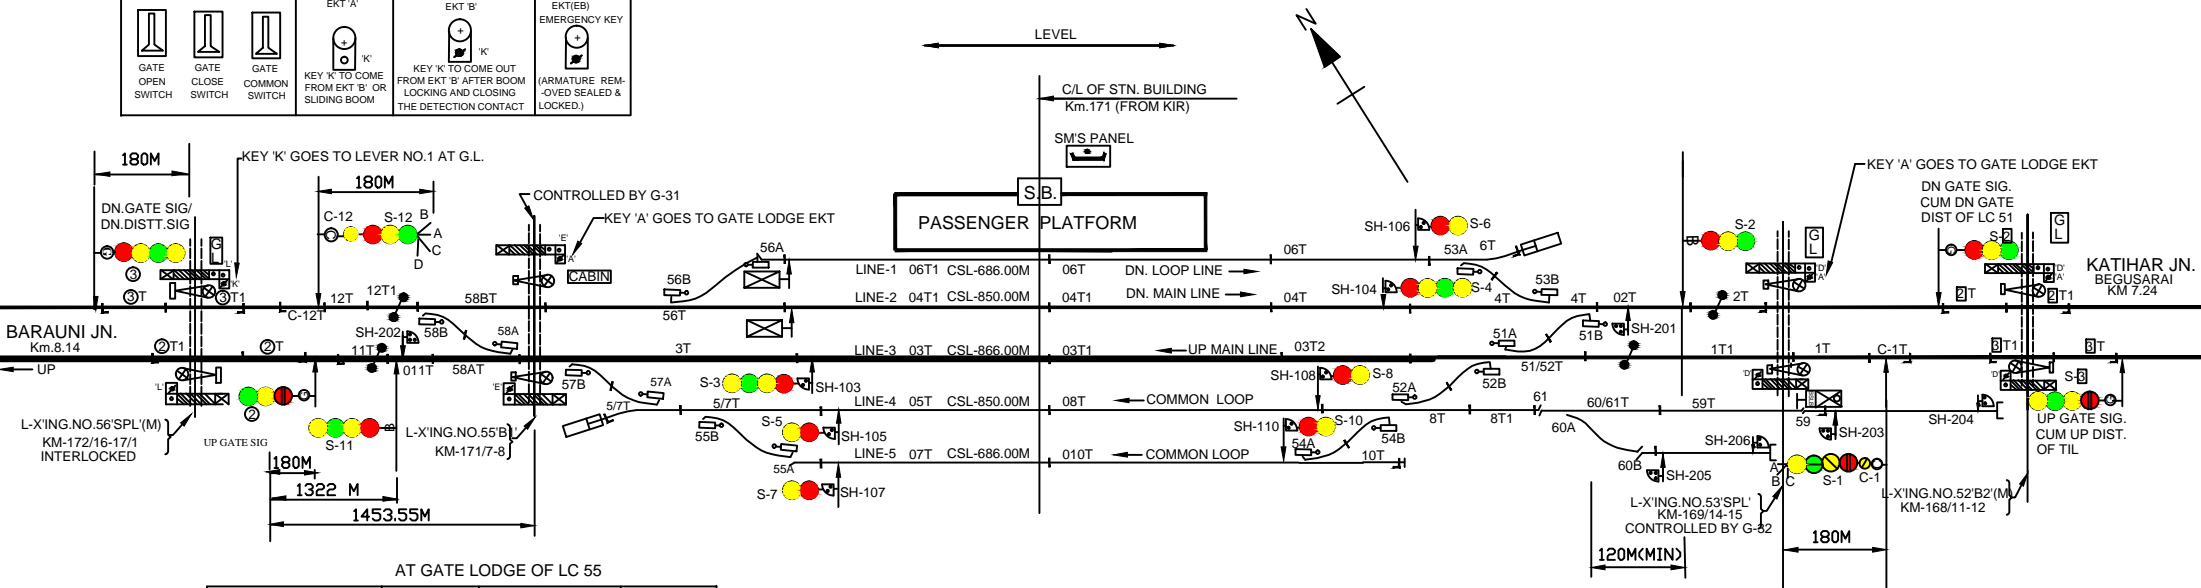 EKT 'A'
EKT 'B'
EKT(EB)
EMERGENCY KEY
'K'
'K'
GATE
OPEN
SWITCH
GATE
CLOSE
SWITCH
GATE
COMMON
SWITCH
KEY 'K' TO COME
FROM EKT 'B' OR
SLIDING BOOM
KEY 'K' TO COME OUT
FROM EKT 'B' AFTER BOOM
LOCKING AND CLOSING
THE DETECTION CONTACT
(ARMATURE REM-
-OVED SEALED &
LOCKED.)
LEVEL
N
C/L OF STN. BUILDING
Km.171 (FROM KIR)
SM'S PANEL
S.B.
PASSENGER PLATFORM
180M
KEY 'K' GOES TO LEVER NO.1 AT G.L.
DN.GATE SIG/
DN.DISTT.SIG
G
L
'L'
'K'
3
3T
3T1
180M
C-12
S-12
B
A
C
D
CONTROLLED BY G-31
KEY 'A' GOES TO GATE LODGE EKT
'E'
'A'
CABIN
56A
56B
12T
12T1
58BT
C-12T
56T
LINE-1 06T1 CSL-686.00M 06T
DN. LOOP LINE
06T
LINE-2 04T1 CSL-850.00M 04T1
DN. MAIN LINE
04T
SH-106
S-6
53A
6T
SH-104
S-4
4T
53B
4T
02T
S-2
B
2T
G
L
'D'
'A'
KEY 'A' GOES TO GATE LODGE EKT
DN GATE SIG.
CUM DN GATE
DIST OF LC 51
S-2
G
L
'D'
'A'
2T
2T1
KATIHAR JN.
BEGUSARAI
KM 7.24
BARAUNI JN.
Km.8.14
UP
2T1
2T
11T
SH-202
58B
58A
011T
58AT
3T
LINE-3 03T CSL-866.00M 03T1
UP MAIN LINE
03T2
51A
51B
SH-201
51/52T
1T1
1T
C-1T
3T1
3T
'L'
2
UP GATE SIG
S-11
B
'E'
57B
57A
S-3
SH-103
SH-108
S-8
52A
52B
'D'
'D'
S-3
5/7T
5/7T
LINE-4 05T CSL-850.00M 08T
COMMON LOOP
8T
8T1
61
60/61T
59T
59
SH-204
UP GATE SIG.
CUM UP DIST.
OF TIL
L-X'ING.NO.56'SPL'(M)
KM-172/16-17/1
INTERLOCKED
L-X'ING.NO.55'B1'
KM-171/7-8
55B
55A
S-5
SH-105
SH-110
S-10
54A
54B
60A
60B
SH-206
SH-203
SH-205
LINE-5 07T CSL-686.00M 010T
COMMON LOOP
10T
S-7
SH-107
A
B
C
S-1
C-1
L-X'ING.NO.53'SPL'
KM-169/14-15
CONTROLLED BY G-32
L-X'ING.NO.52'B2'(M)
KM-168/11-12
180M
1322 M
1453.55M
120M(MIN)
180M
AT GATE LODGE OF LC 55